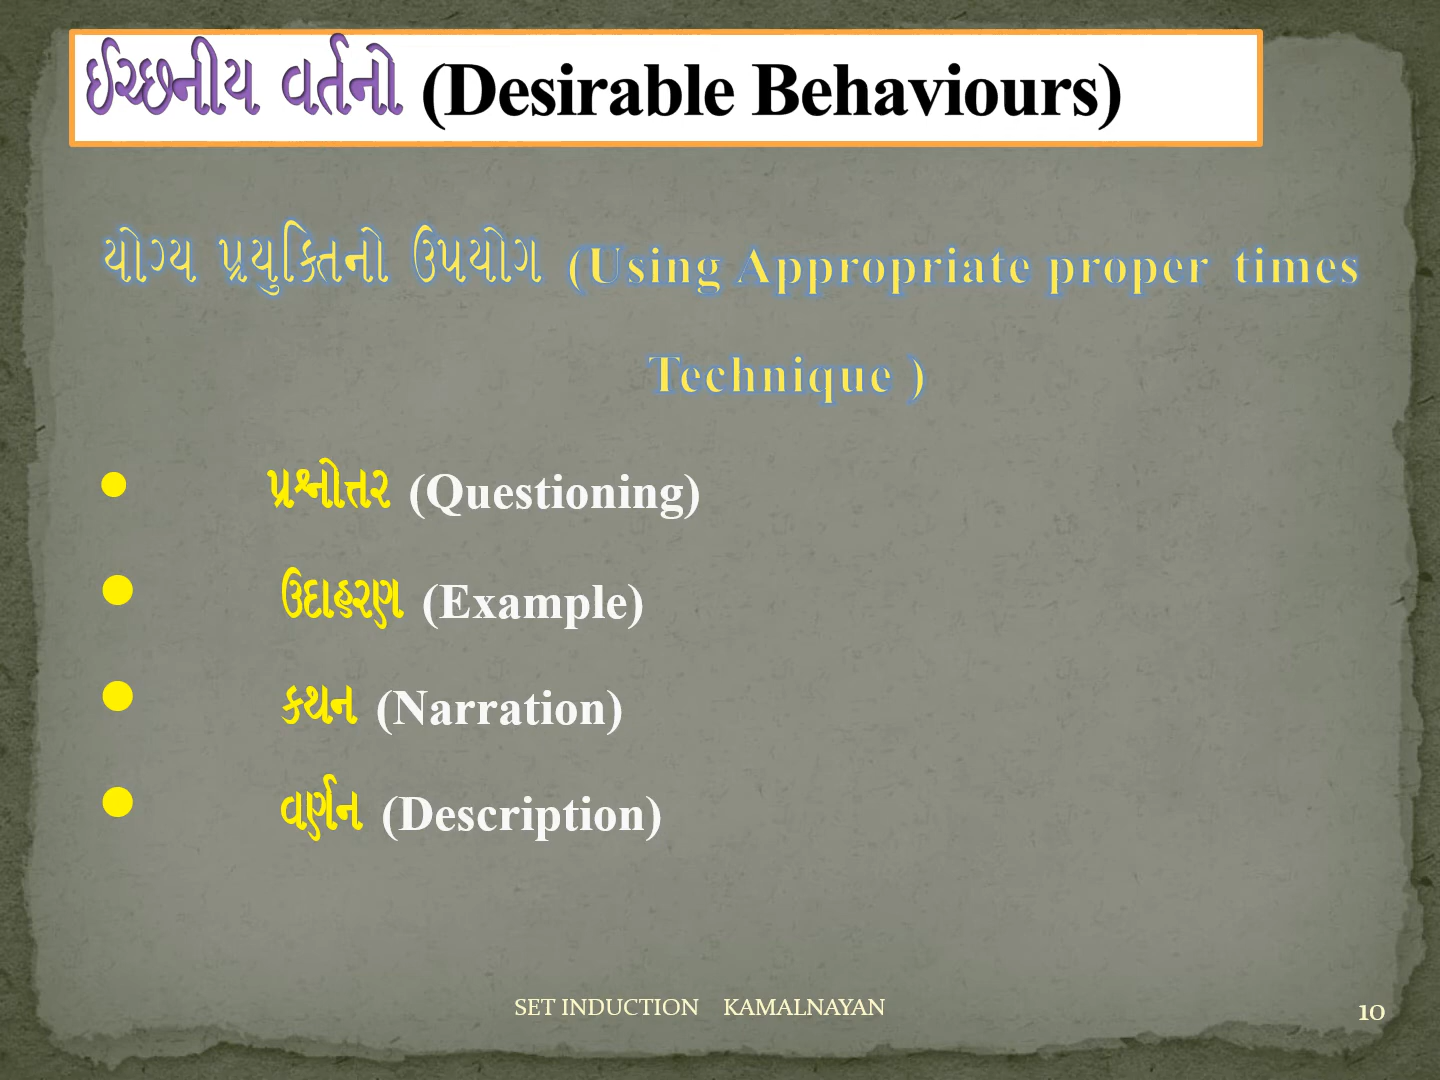 ઈચ્છનીય વર્તનો (Desirable Behaviours)
યોગ્ય પ્રયુક્તિનો ઉપયોગ (Using Appropriate proper times
Technique )
● પ્રશ્નોત્તર (Questioning)
● ઉદાહરણ (Example)
● કથન (Narration)
● વર્ણન (Description)
SET INDUCTION KAMALNAYAN
10